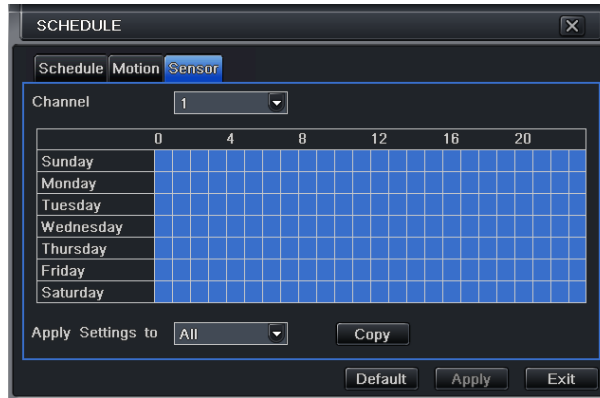 SCHEDULE
Schedule Motion Sensor
Channel 1
0 4 8 12 16 20
Sunday
Monday
Tuesday
Wednesday
Thursday
Friday
Saturday
Apply Settings to All Copy
Default Apply Exit